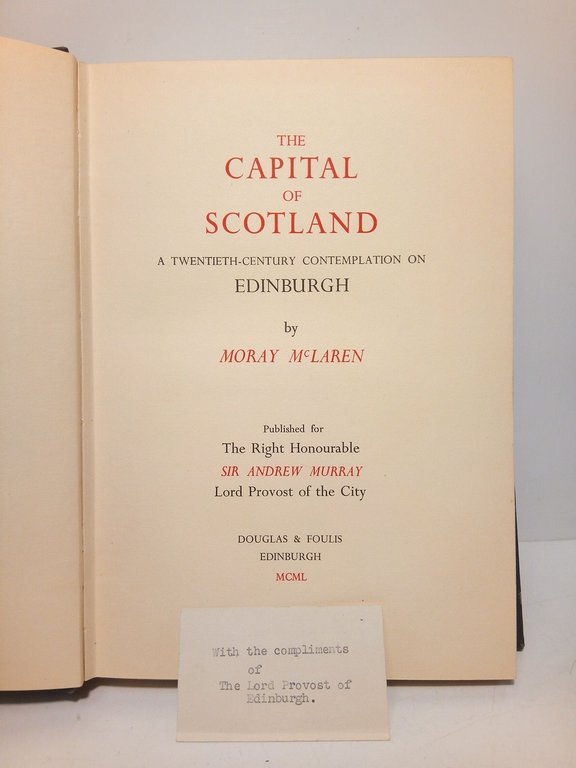 THE
CAPITAL
OF
SCOTLAND
A TWENTIETH-CENTURY CONTEMPLATION ON
EDINBURGH
by
MORAY McLAREN
Published for
The Right Honourable
SIR ANDREW MURRAY
Lord Provost of the City
DOUGLAS & FOULIS
EDINBURGH
MCML
With the compliments
of
The Lord Provost of
Edinburgh.